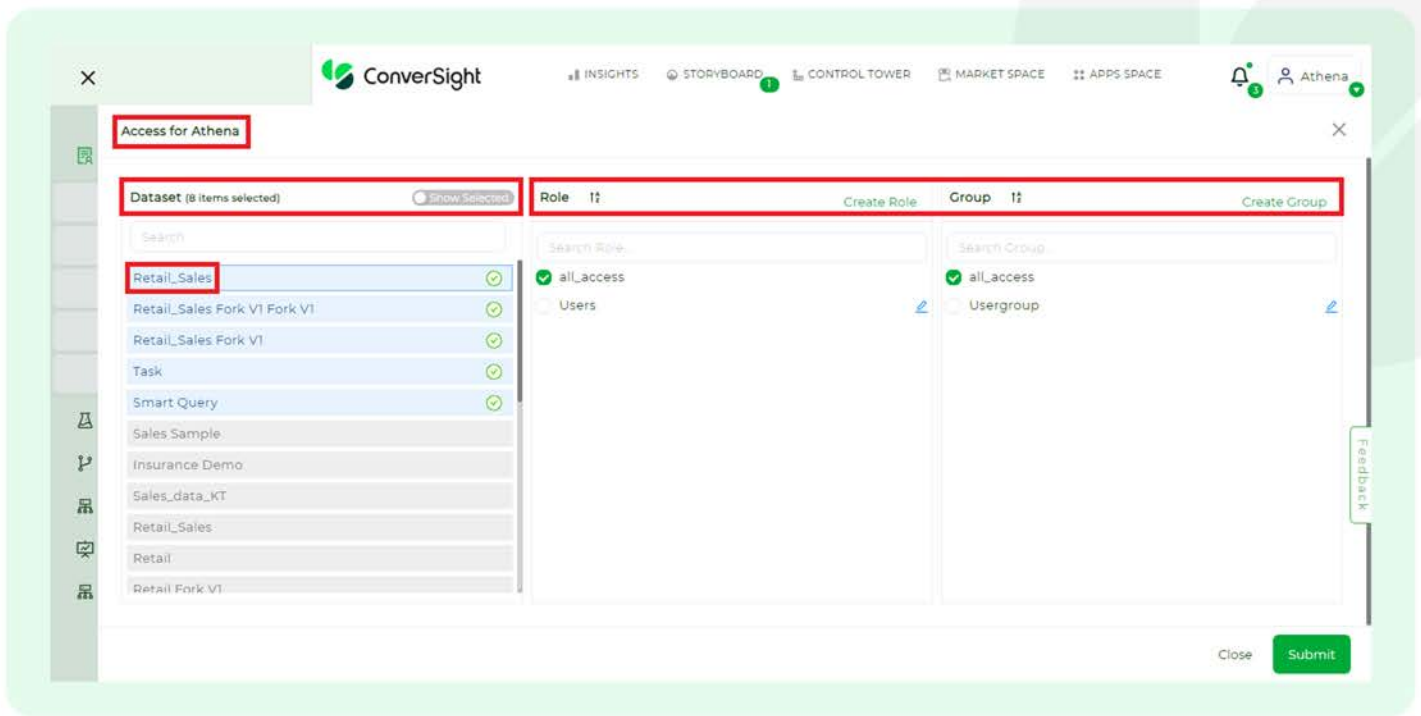 ConverSight
INSIGHTS
STORYBOARD
1
CONTROL TOWER
MARKET SPACE
APPS SPACE
3
Athena
Access for Athena
Dataset (8 items selected)
Show Selected
Role
Create Role
Group
Create Group
Search
Search Role...
Search Group...
Retail_Sales
all_access
all_access
Retail_Sales Fork V1 Fork V1
Users
Usergroup
Retail_Sales Fork V1
Task
Smart Query
Sales Sample
Insurance Demo
Sales_data_KT
Retail_Sales
Retail
Retail Fork V1
Feedback
Close
Submit